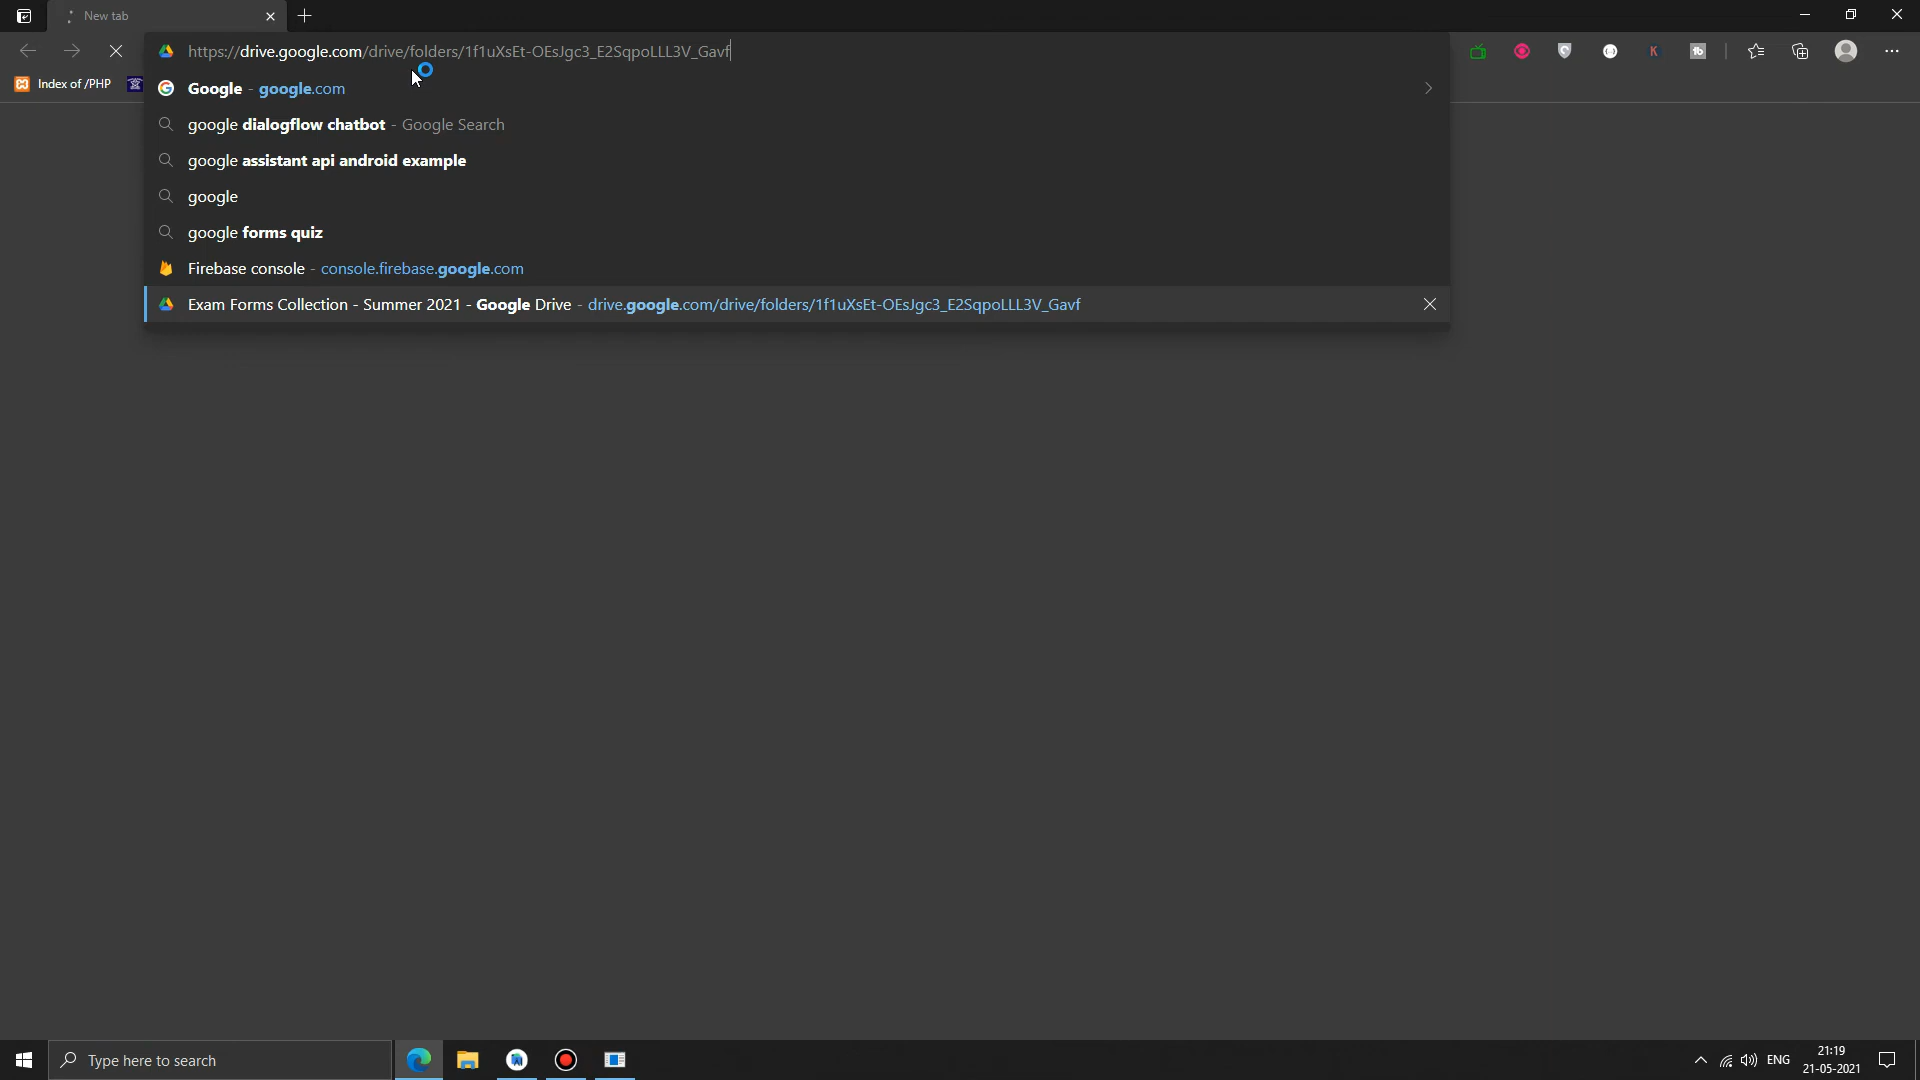 New tab
https://drive.google.com/drive/folders/1f1uXsEt-OEsJgc3_E2SqpoLLL3V_Gavf
Index of /PHP
Google - google.com
google dialogflow chatbot - Google Search
google assistant api android example
google
google forms quiz
Firebase console - console.firebase.google.com
Exam Forms Collection - Summer 2021 - Google Drive - drive.google.com/drive/folders/1f1uXsEt-OEsJgc3_E2SqpoLLL3V_Gavf
K
tb
Type here to search
ENG
21:19
21-05-2021